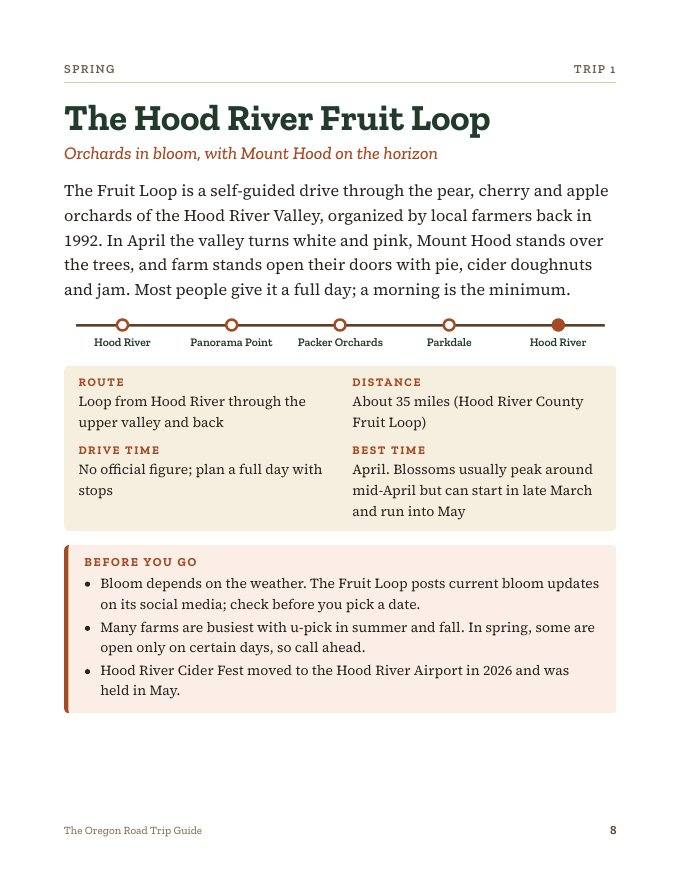 SPRING TRIP 1
The Hood River Fruit Loop
Orchards in bloom, with Mount Hood on the horizon
The Fruit Loop is a self-guided drive through the pear, cherry and apple
orchards of the Hood River Valley, organized by local farmers back in
1992. In April the valley turns white and pink, Mount Hood stands over
the trees, and farm stands open their doors with pie, cider doughnuts
and jam. Most people give it a full day; a morning is the minimum.
Hood River Panorama Point Packer Orchards Parkdale Hood River
ROUTE
Loop from Hood River through the
upper valley and back
DISTANCE
About 35 miles (Hood River County
Fruit Loop)
DRIVE TIME
No official figure; plan a full day with
stops
BEST TIME
April. Blossoms usually peak around
mid-April but can start in late March
and run into May
BEFORE YOU GO
• Bloom depends on the weather. The Fruit Loop posts current bloom updates
on its social media; check before you pick a date.
• Many farms are busiest with u-pick in summer and fall. In spring, some are
open only on certain days, so call ahead.
• Hood River Cider Fest moved to the Hood River Airport in 2026 and was
held in May.
The Oregon Road Trip Guide 8